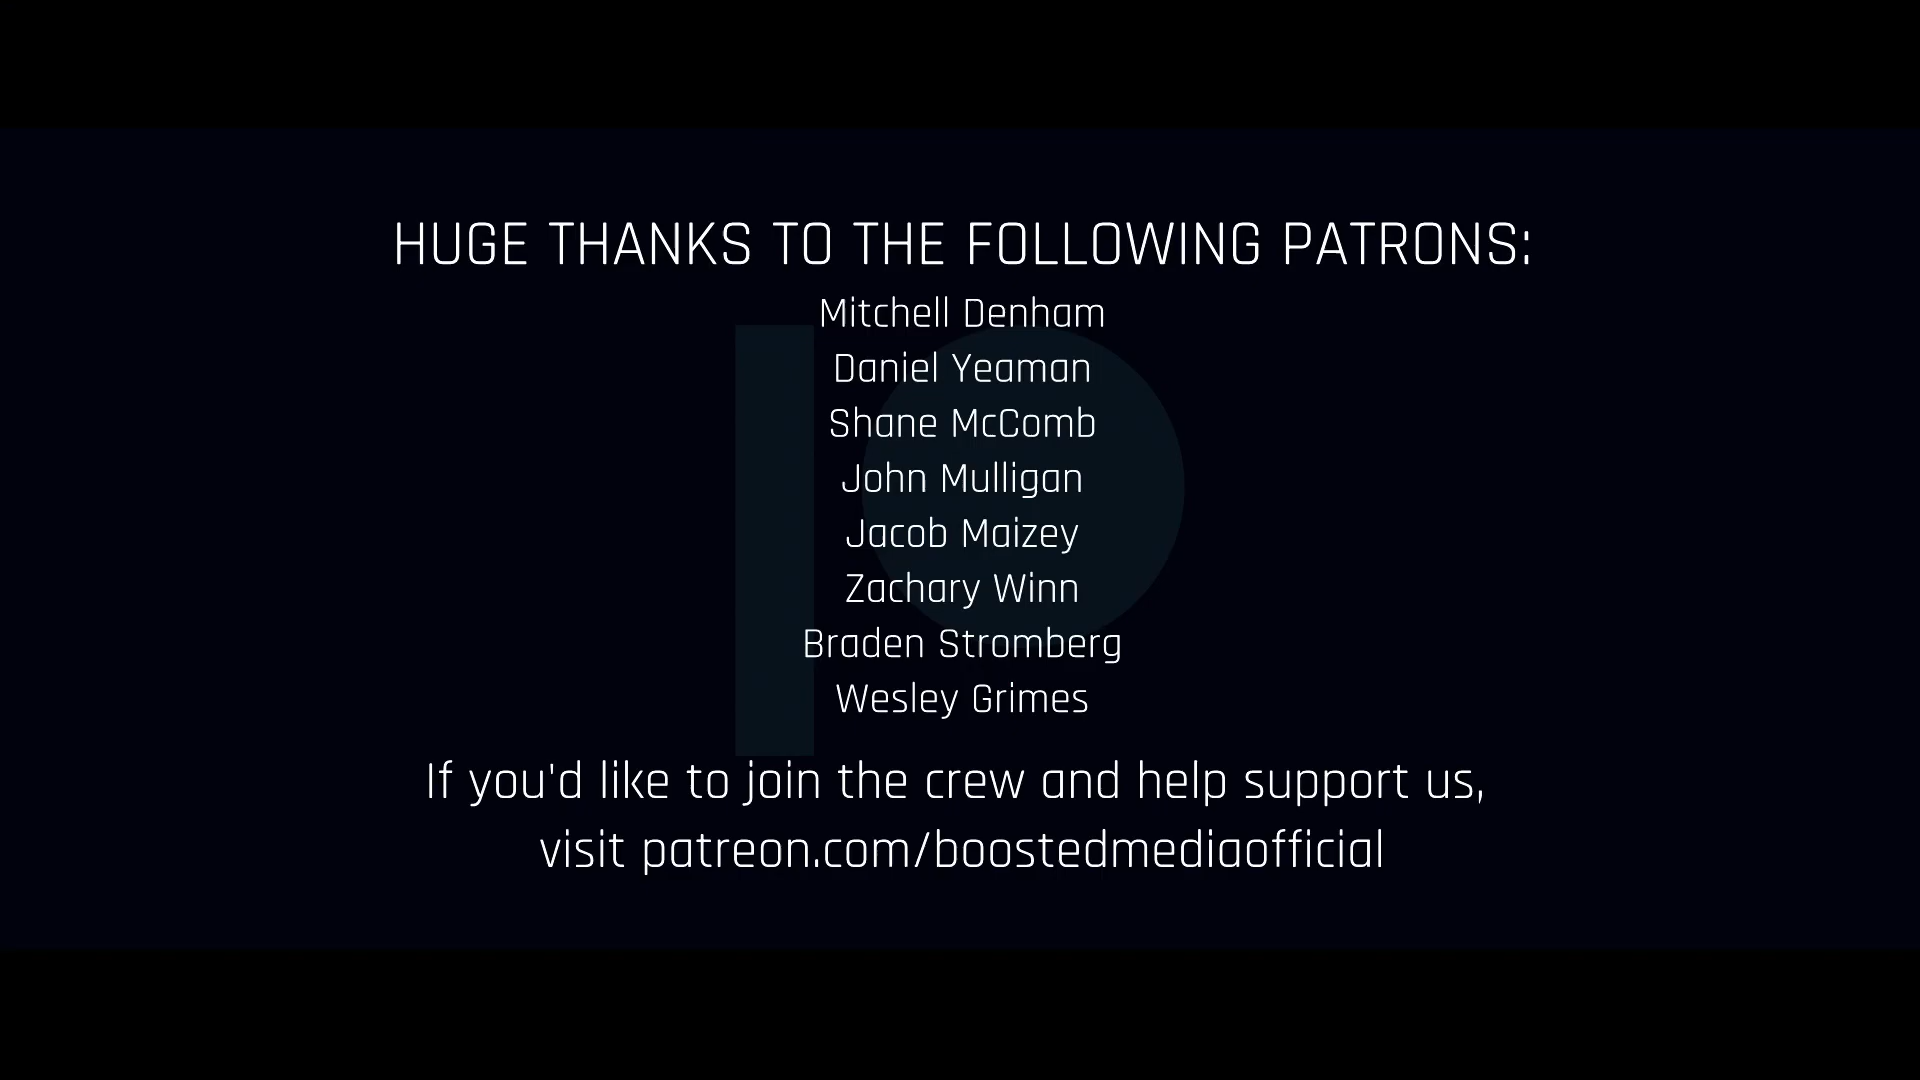 HUGE THANKS TO THE FOLLOWING PATRONS:
Mitchell Denham
Daniel Yeaman
Shane McComb
John Mulligan
Jacob Maizey
Zachary Winn
Braden Stromberg
Wesley Grimes
If you'd like to join the crew and help support us,
visit patreon.com/boostedmediaofficial